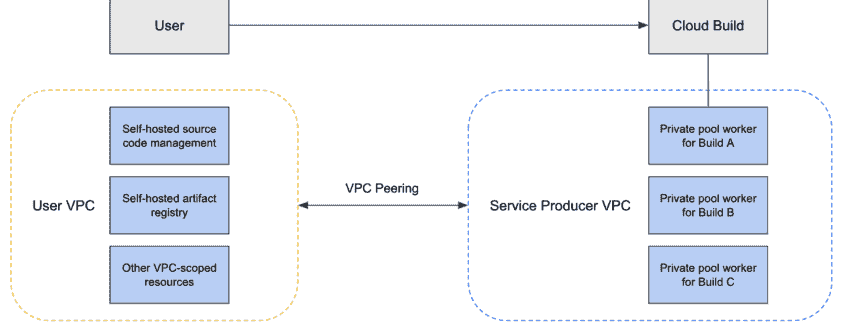 User
Cloud Build
Self-hosted source
code management
Private pool worker
for Build A
VPC Peering
User VPC
Self-hosted artifact
registry
Service Producer VPC
Private pool worker
for Build B
Other VPC-scoped
resources
Private pool worker
for Build C